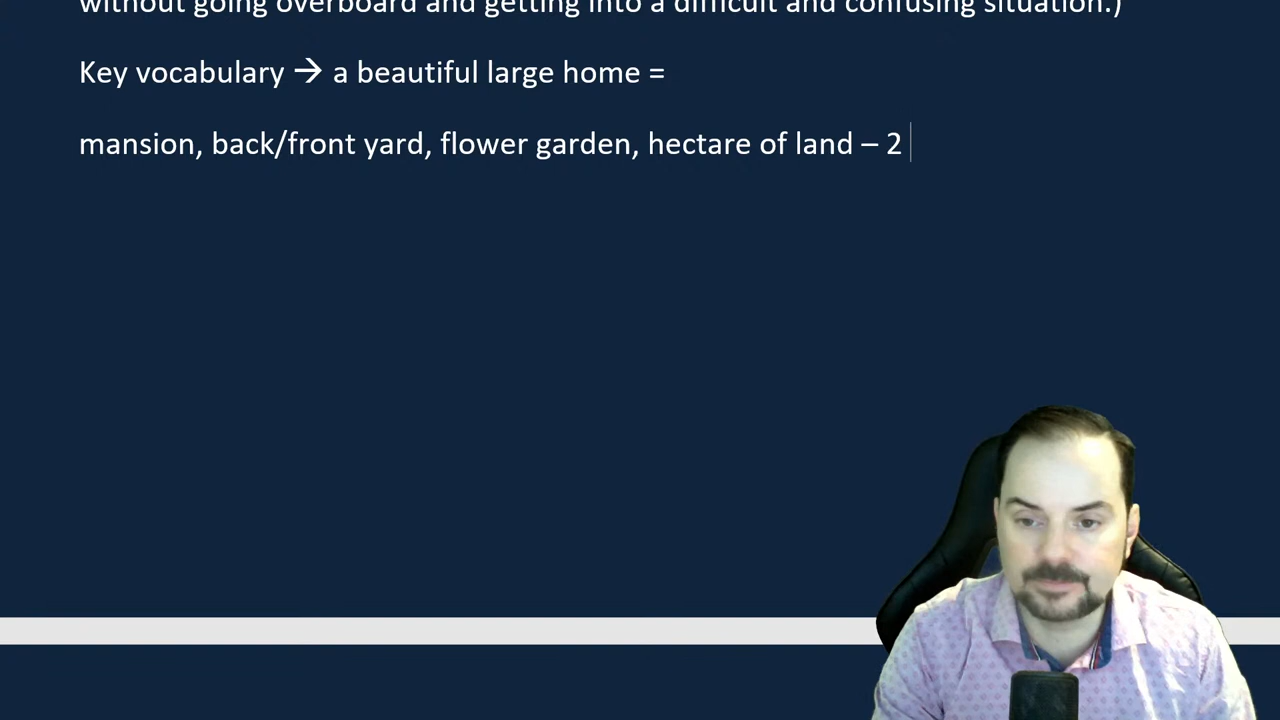 without going overboard and getting into a difficult and confusing situation.)
Key vocabulary → a beautiful large home =
mansion, back/front yard, flower garden, hectare of land – 2